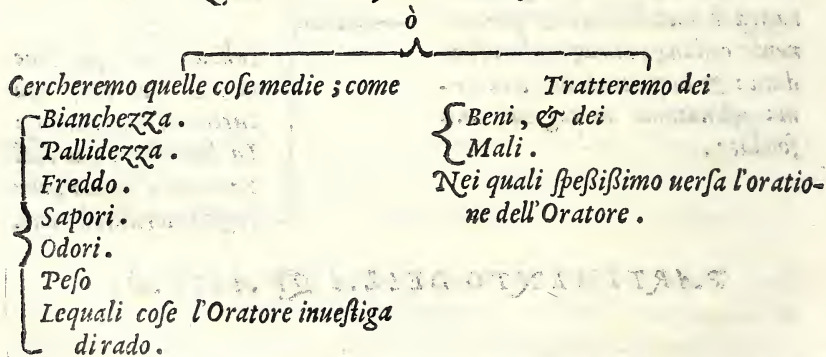 ò
Cercheremo quelle coſe medie ; come
Bianchezza .
Pallidezza .
Freddo .
Sapori .
Odori .
Peſo
Lequali coſe l'Oratore inueſtiga
di rado .
Tratteremo dei
Beni , & dei
Mali .
Nei quali ſpeſſiſſimo uerſa l'oratio-
ne dell'Oratore .